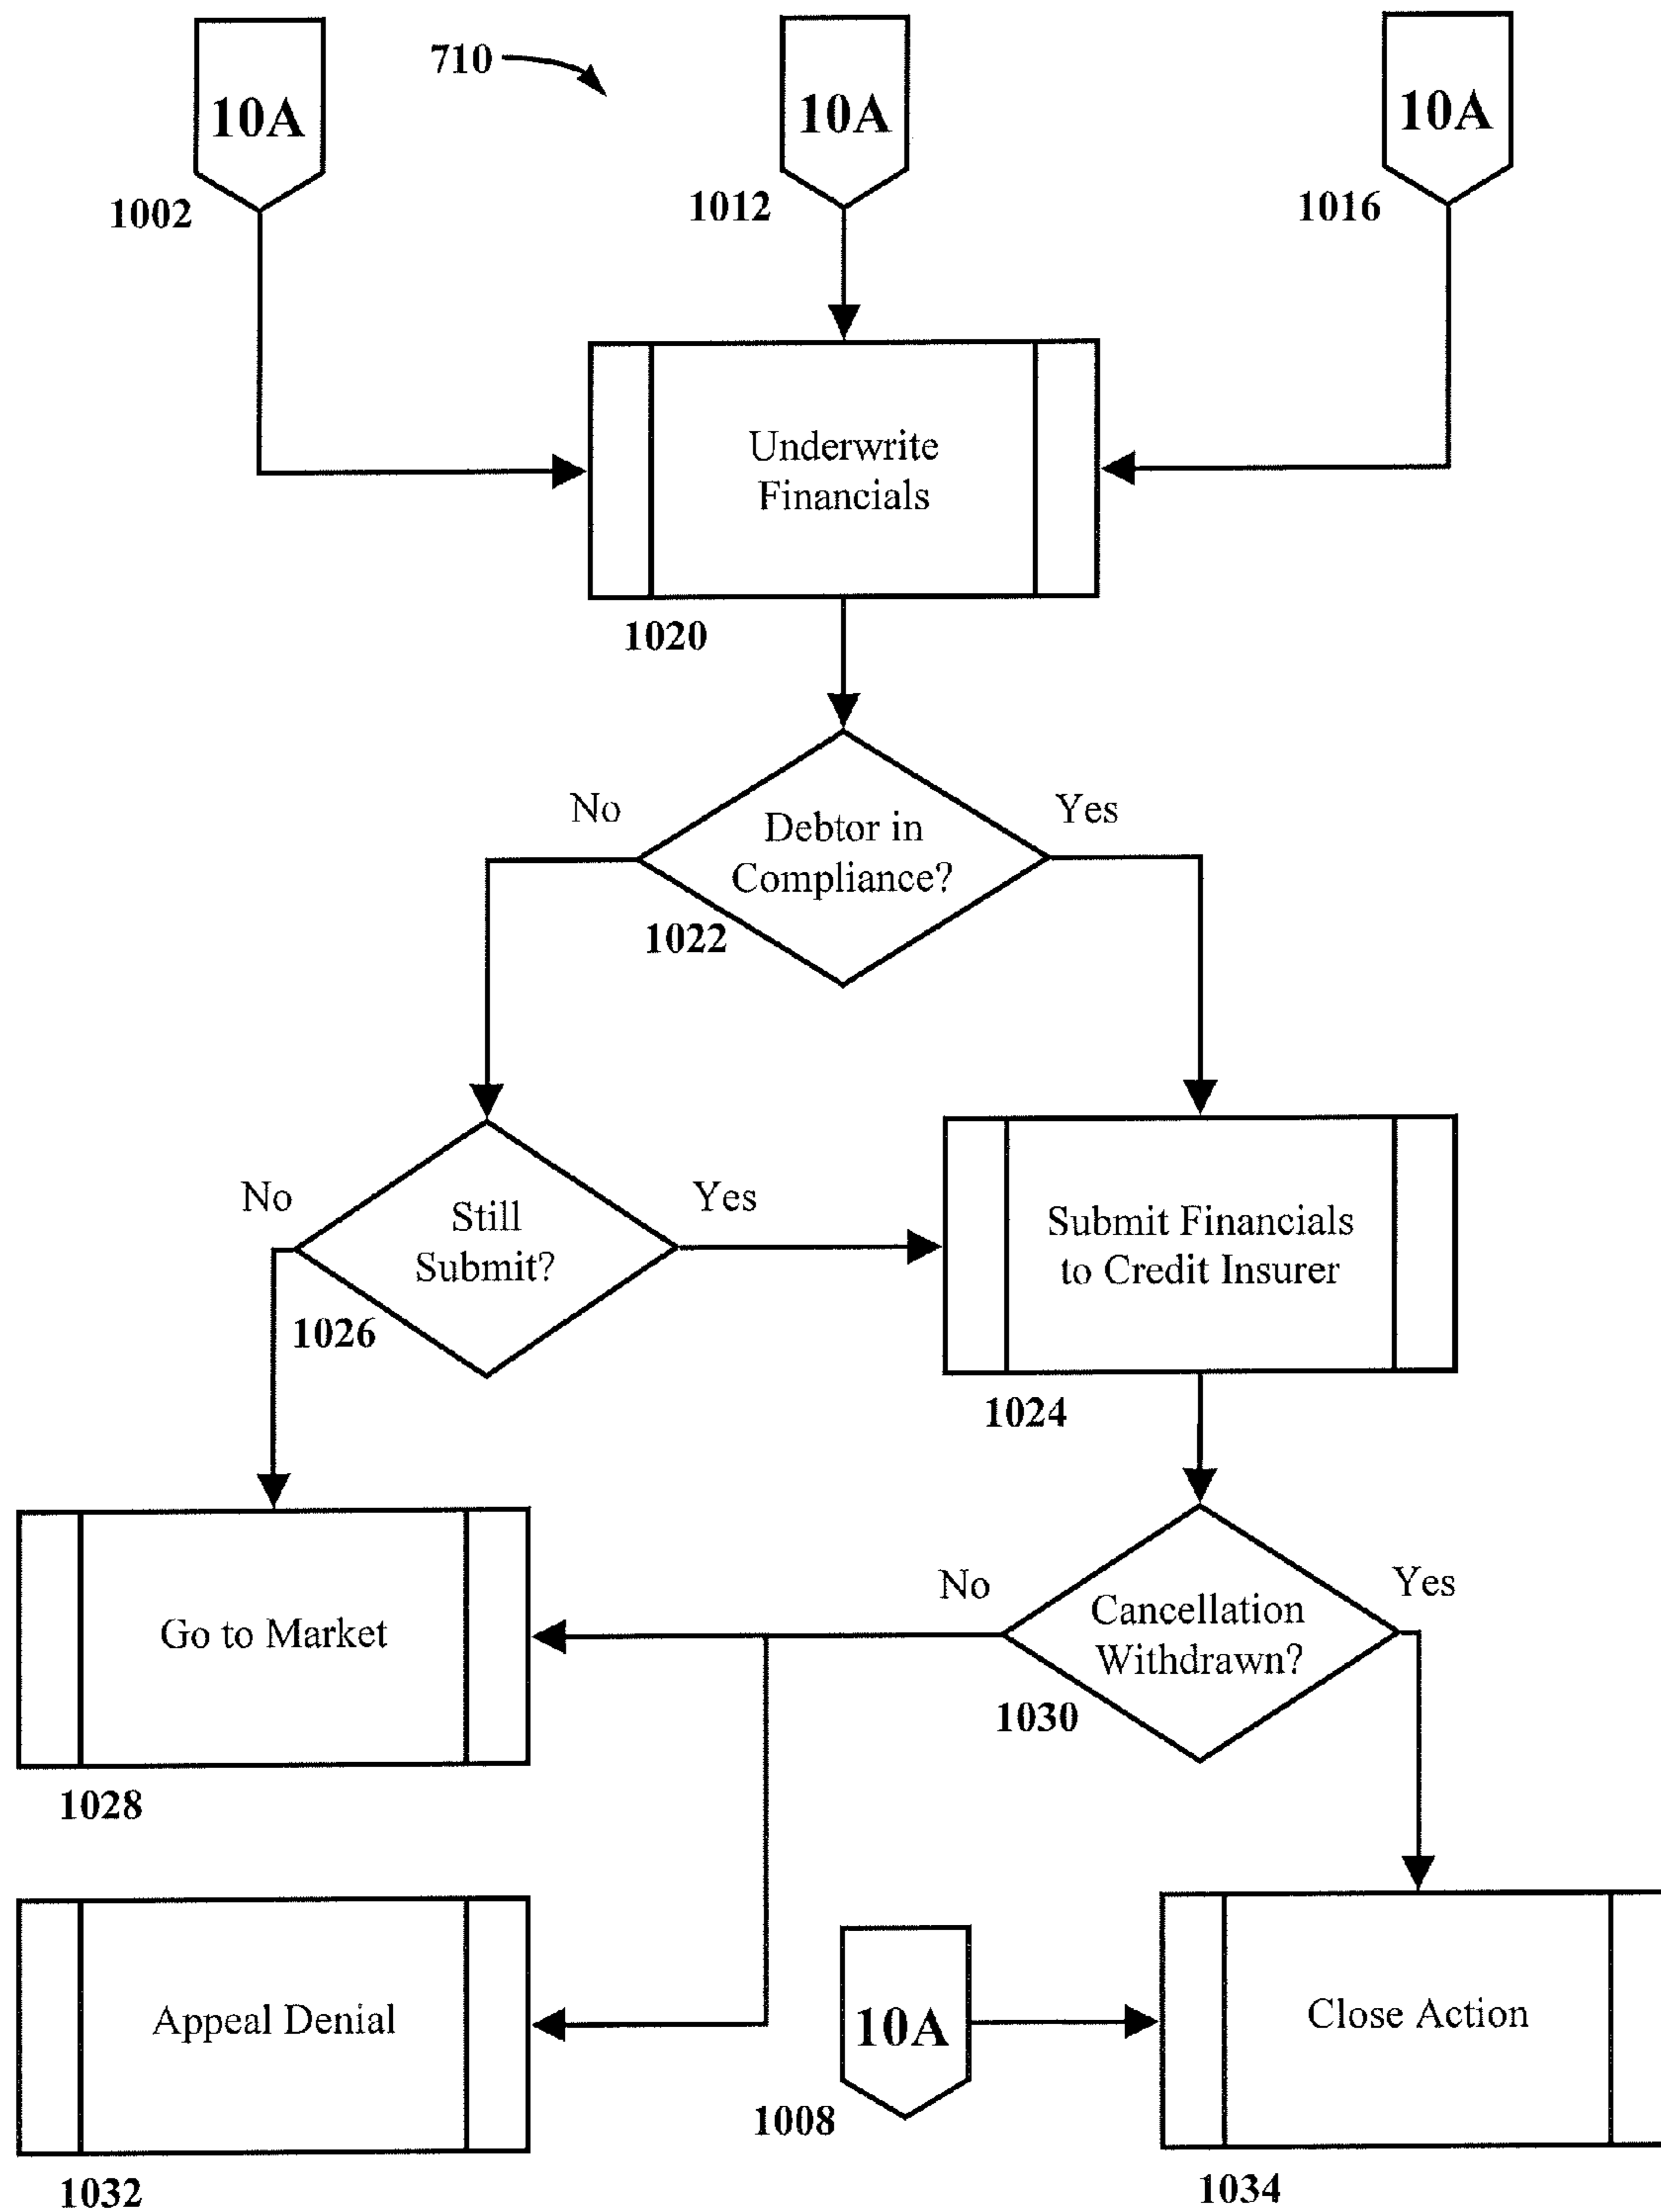 710
10A
10A
10A
1002
1012
1016
Underwrite
Financials
1020
No
Yes
Debtor in
Compliance?
1022
No
Yes
Still
Submit?
1026
Submit Financials
to Credit Insurer
1024
No
Yes
Cancellation
Withdrawn?
1030
Go to Market
1028
Appeal Denial
1032
10A
1008
Close Action
1034